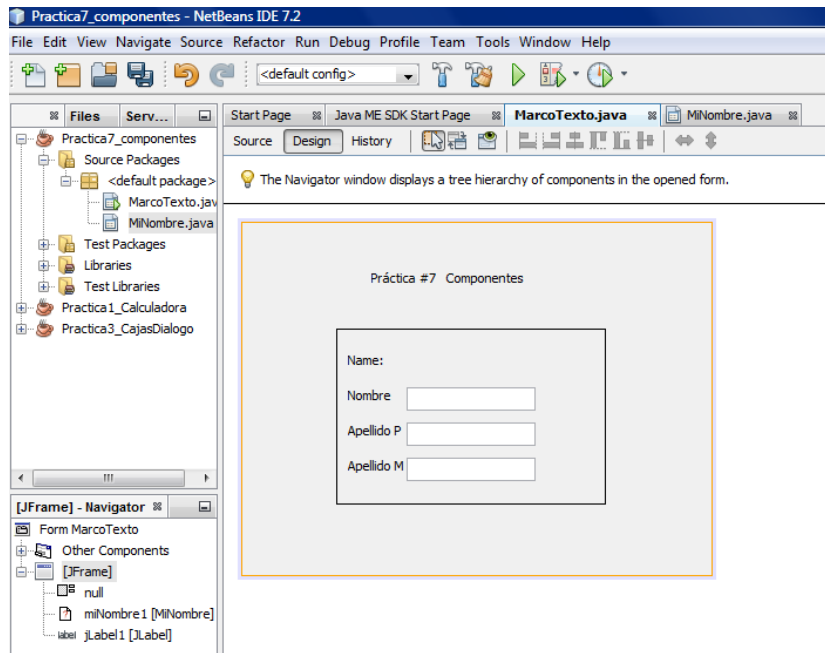 Practica7_componentes - NetBeans IDE 7.2
File Edit View Navigate Source Refactor Run Debug Profile Team Tools Window Help
<default config>
Files Serv...
Practica7_componentes
Source Packages
<default package>
MarcoTexto.jav
MiNombre.java
Test Packages
Libraries
Test Libraries
Practica1_Calculadora
Practica3_CajasDialogo
Start Page Java ME SDK Start Page MarcoTexto.java MiNombre.java
Source Design History
The Navigator window displays a tree hierarchy of components in the opened form.
Práctica #7 Componentes
Name:
Nombre
Apellido P
Apellido M
[JFrame] - Navigator
Form MarcoTexto
Other Components
[JFrame]
null
miNombre1 [MiNombre]
label jLabel1 [JLabel]